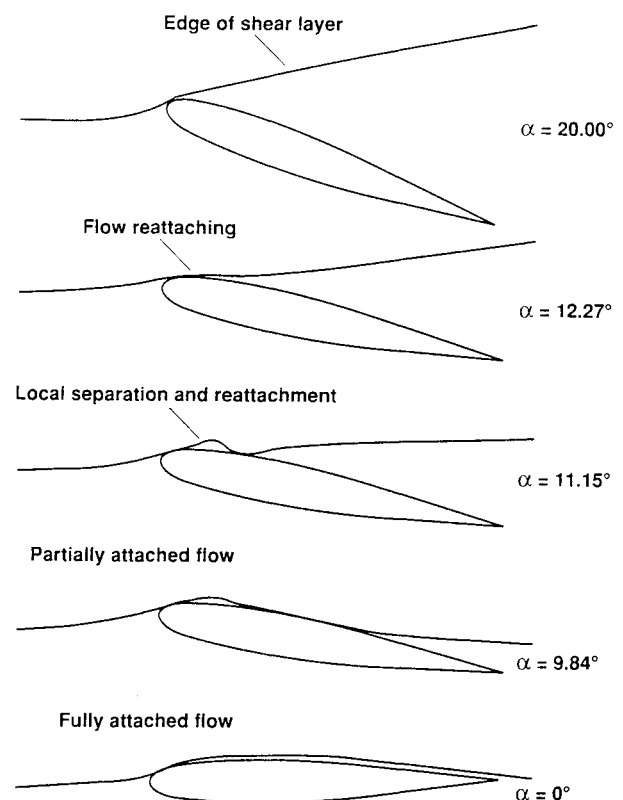 Edge of shear layer
α = 20.00°
Flow reattaching
α = 12.27°
Local separation and reattachment
α = 11.15°
Partially attached flow
α = 9.84°
Fully attached flow
α = 0°